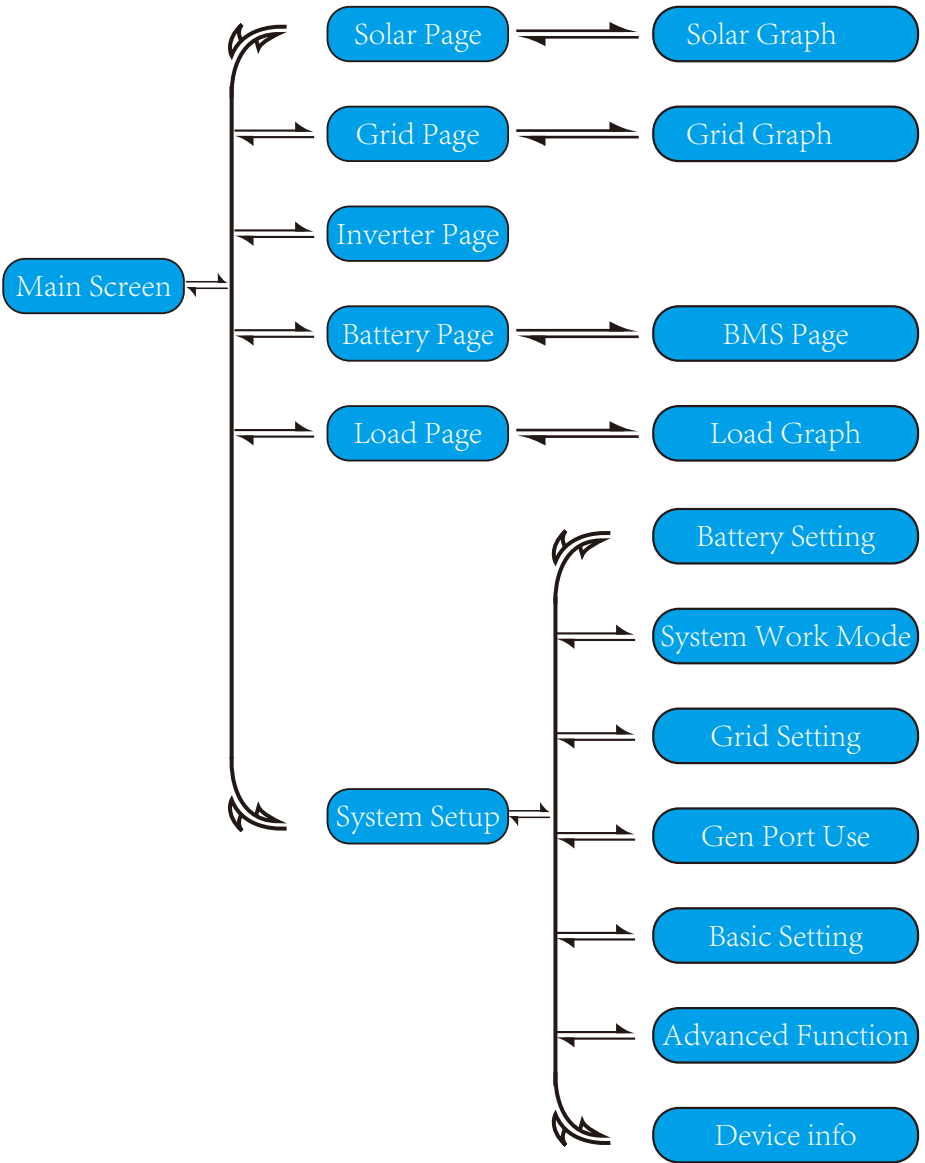 Solar Page
Solar Graph
Grid Page
Grid Graph
Inverter Page
Main Screen
Battery Page
BMS Page
Load Page
Load Graph
Battery Setting
System Work Mode
Grid Setting
System Setup
Gen Port Use
Basic Setting
Advanced Function
Device info